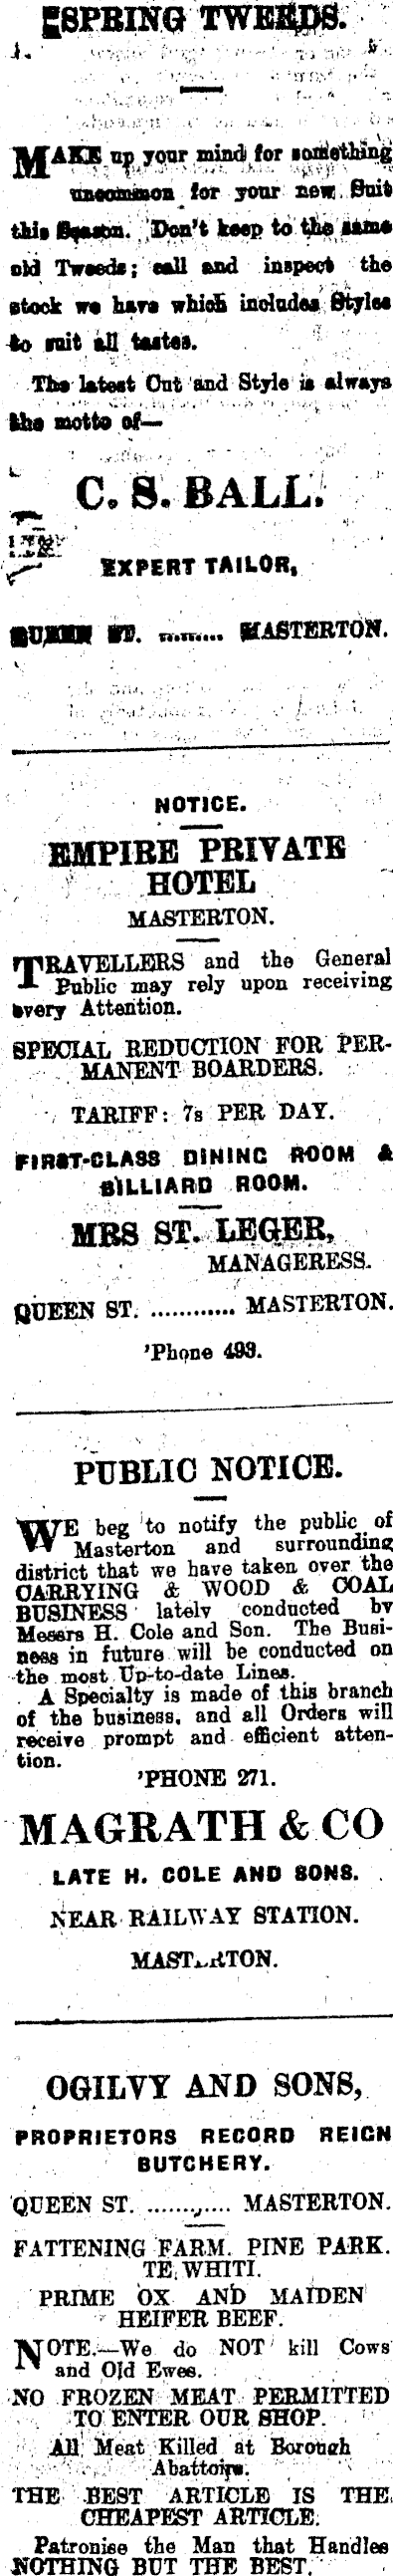 SPRING TWEEDS.
MAKE up your mind for something
uncommon for your new Suit
this Season. Don't keep to the same
old Tweeds; call and inspect the
stock we have which includes Styles
to suit all tastes.
The latest Cut and Style is always
the motto of—
C. S. BALL.
EXPERT TAILOR,
QUEEN ST. ......... MASTERTON.
NOTICE.
EMPIRE PRIVATE
HOTEL
MASTERTON.
TRAVELLERS and the General
Public may rely upon receiving
every Attention.
SPECIAL REDUCTION FOR PER-
MANENT BOARDERS.
TARIFF: 7s PER DAY.
FIRST-CLASS DINING ROOM &
BILLIARD ROOM.
MRS ST. LEGER,
MANAGERESS.
QUEEN ST. ............ MASTERTON.
'Phone 493.
PUBLIC NOTICE.
WE beg to notify the public of
Masterton and surrounding
district that we have taken over the
CARRYING & WOOD & COAL
BUSINESS lately conducted by
Messrs H. Cole and Son. The Busi-
ness in future will be conducted on
the most Up-to-date Lines.
A Specialty is made of this branch
of the business, and all Orders will
receive prompt and efficient atten-
tion.
'PHONE 271.
MAGRATH & CO
LATE H. COLE AND SONS.
NEAR RAILWAY STATION.
MASTERTON.
OGILVY AND SONS,
PROPRIETORS RECORD REIGN
BUTCHERY.
QUEEN ST. ............ MASTERTON.
FATTENING FARM. PINE PARK.
TE WHITI.
PRIME OX AND MAIDEN
HEIFER BEEF.
NOTE.—We do NOT kill Cows
and Old Ewes.
NO FROZEN MEAT PERMITTED
TO ENTER OUR SHOP.
All Meat Killed at Borough
Abattoirs.
THE BEST ARTICLE IS THE
CHEAPEST ARTICLE.
Patronise the Man that Handles
NOTHING BUT THE BEST.